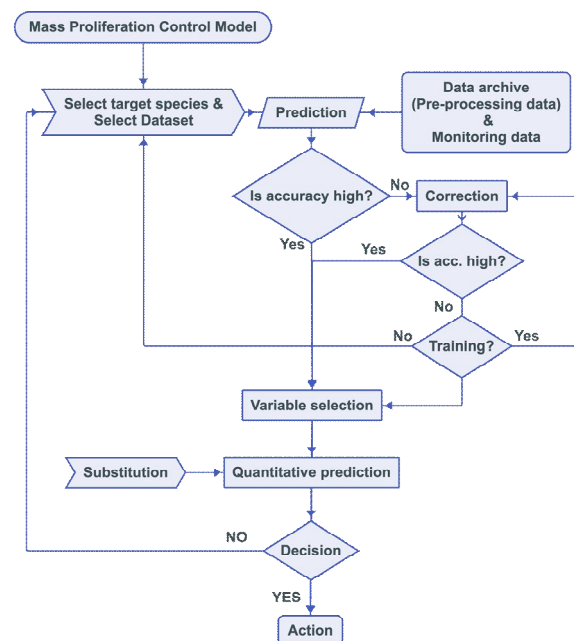 Mass Proliferation Control Model
Select target species &
Select Dataset
Prediction
Data archive
(Pre-processing data)
&
Monitoring data
Is accuracy high?
No
Correction
Yes
Yes
Is acc. high?
No
No
Training?
Yes
Variable selection
Substitution
Quantitative prediction
NO
Decision
YES
Action